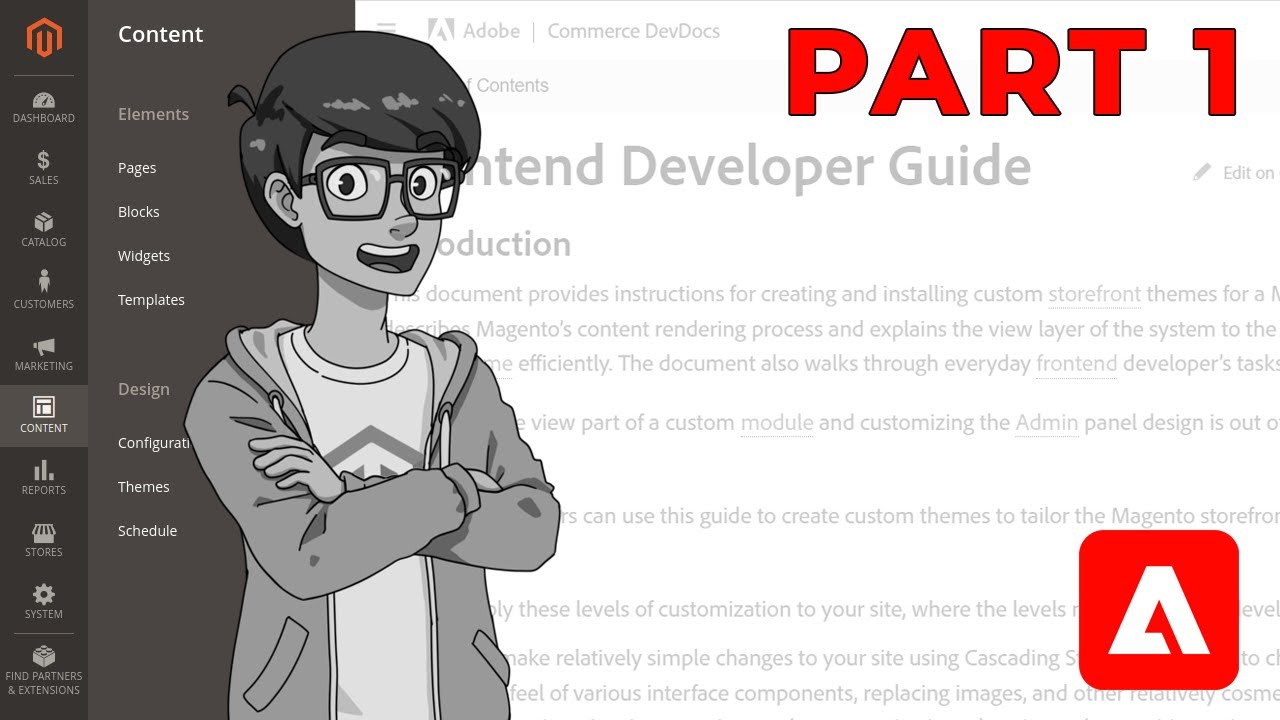 DASHBOARD
SALES
CATALOG
CUSTOMERS
MARKETING
CONTENT
REPORTS
STORES
SYSTEM
FIND PARTNERS
& EXTENSIONS
Content
Elements
Pages
Blocks
Widgets
Templates
Design
Configurati
Themes
Schedule
Adobe | Commerce DevDocs
PART 1
f Contents
ntend Developer Guide
Edit on
oduction
his document provides instructions for creating and installing custom storefront themes for a M
describes Magento's content rendering process and explains the view layer of the system to the
me efficiently. The document also walks through everyday frontend developer's tasks
e view part of a custom module and customizing the Admin panel design is out o
rs can use this guide to create custom themes to tailor the Magento storefron
ply these levels of customization to your site, where the levels
make relatively simple changes to your site using Cascading St to ch
feel of various interface components, replacing images, and other relatively cosme